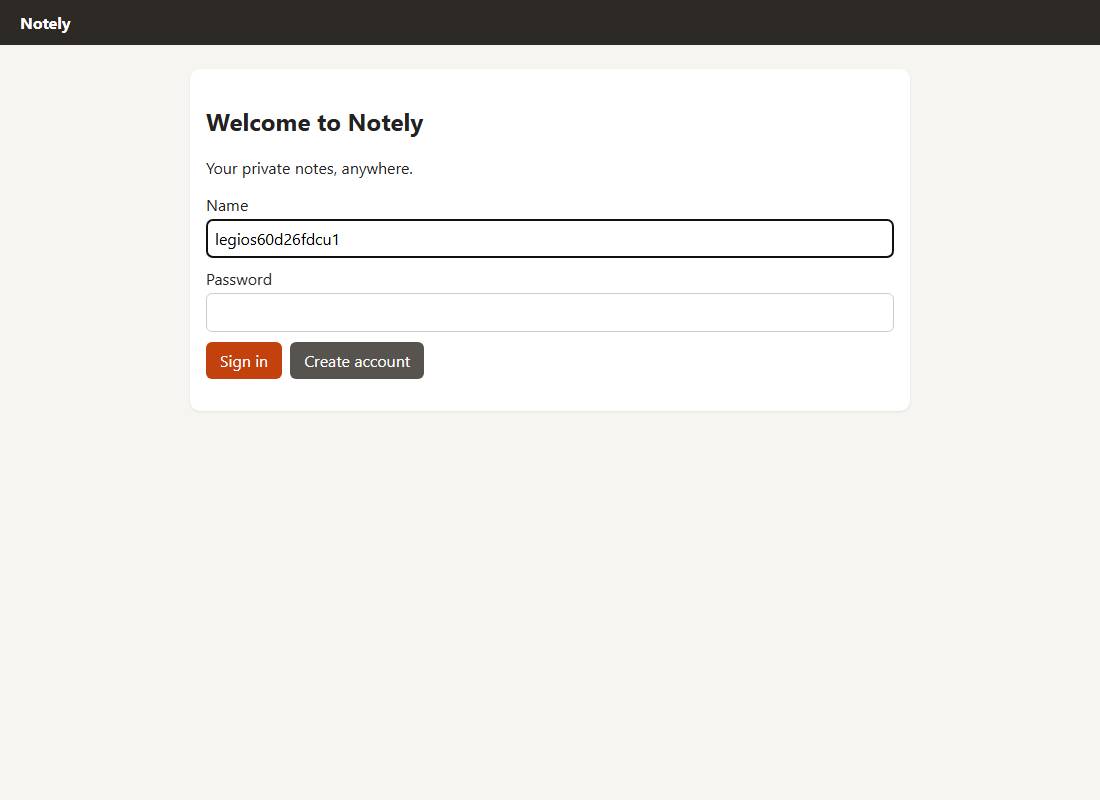 Notely
Welcome to Notely
Your private notes, anywhere.
Name
legios60d26fdcu1
Password
Sign in Create account